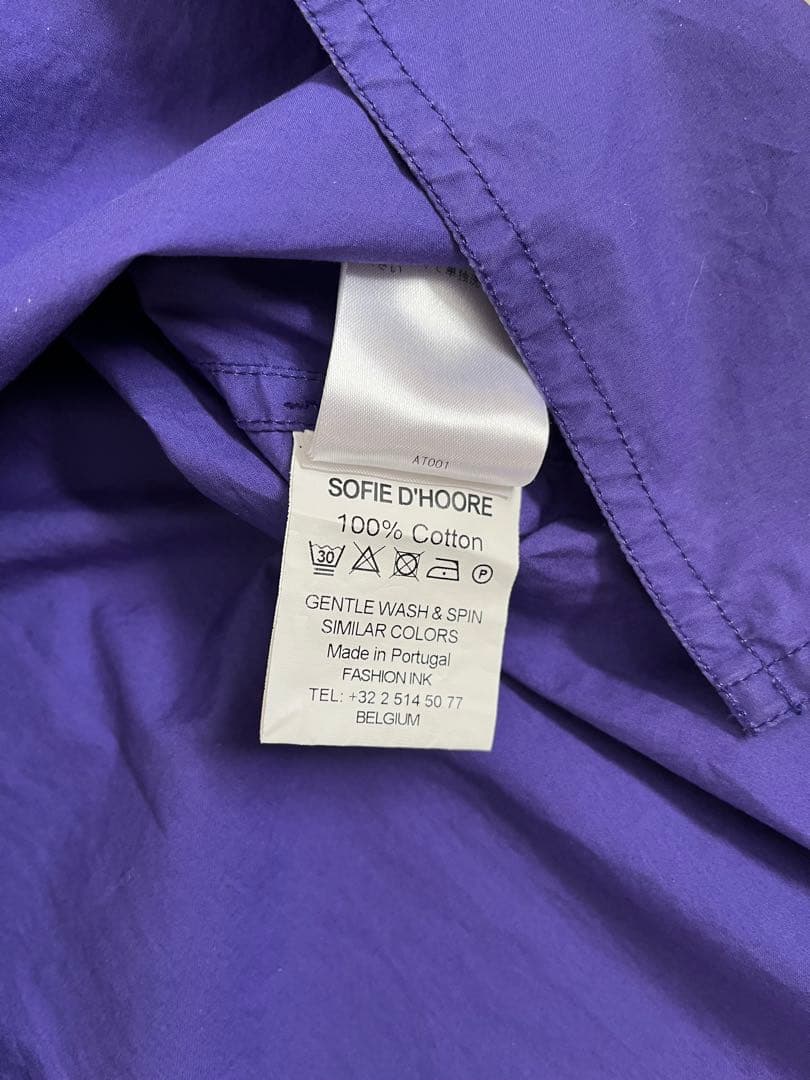 AT001
SOFIE D'HOORE
100% Cotton
30 P
GENTLE WASH & SPIN
SIMILAR COLORS
Made in Portugal
FASHION INK
TEL: +32 2 514 50 77
BELGIUM